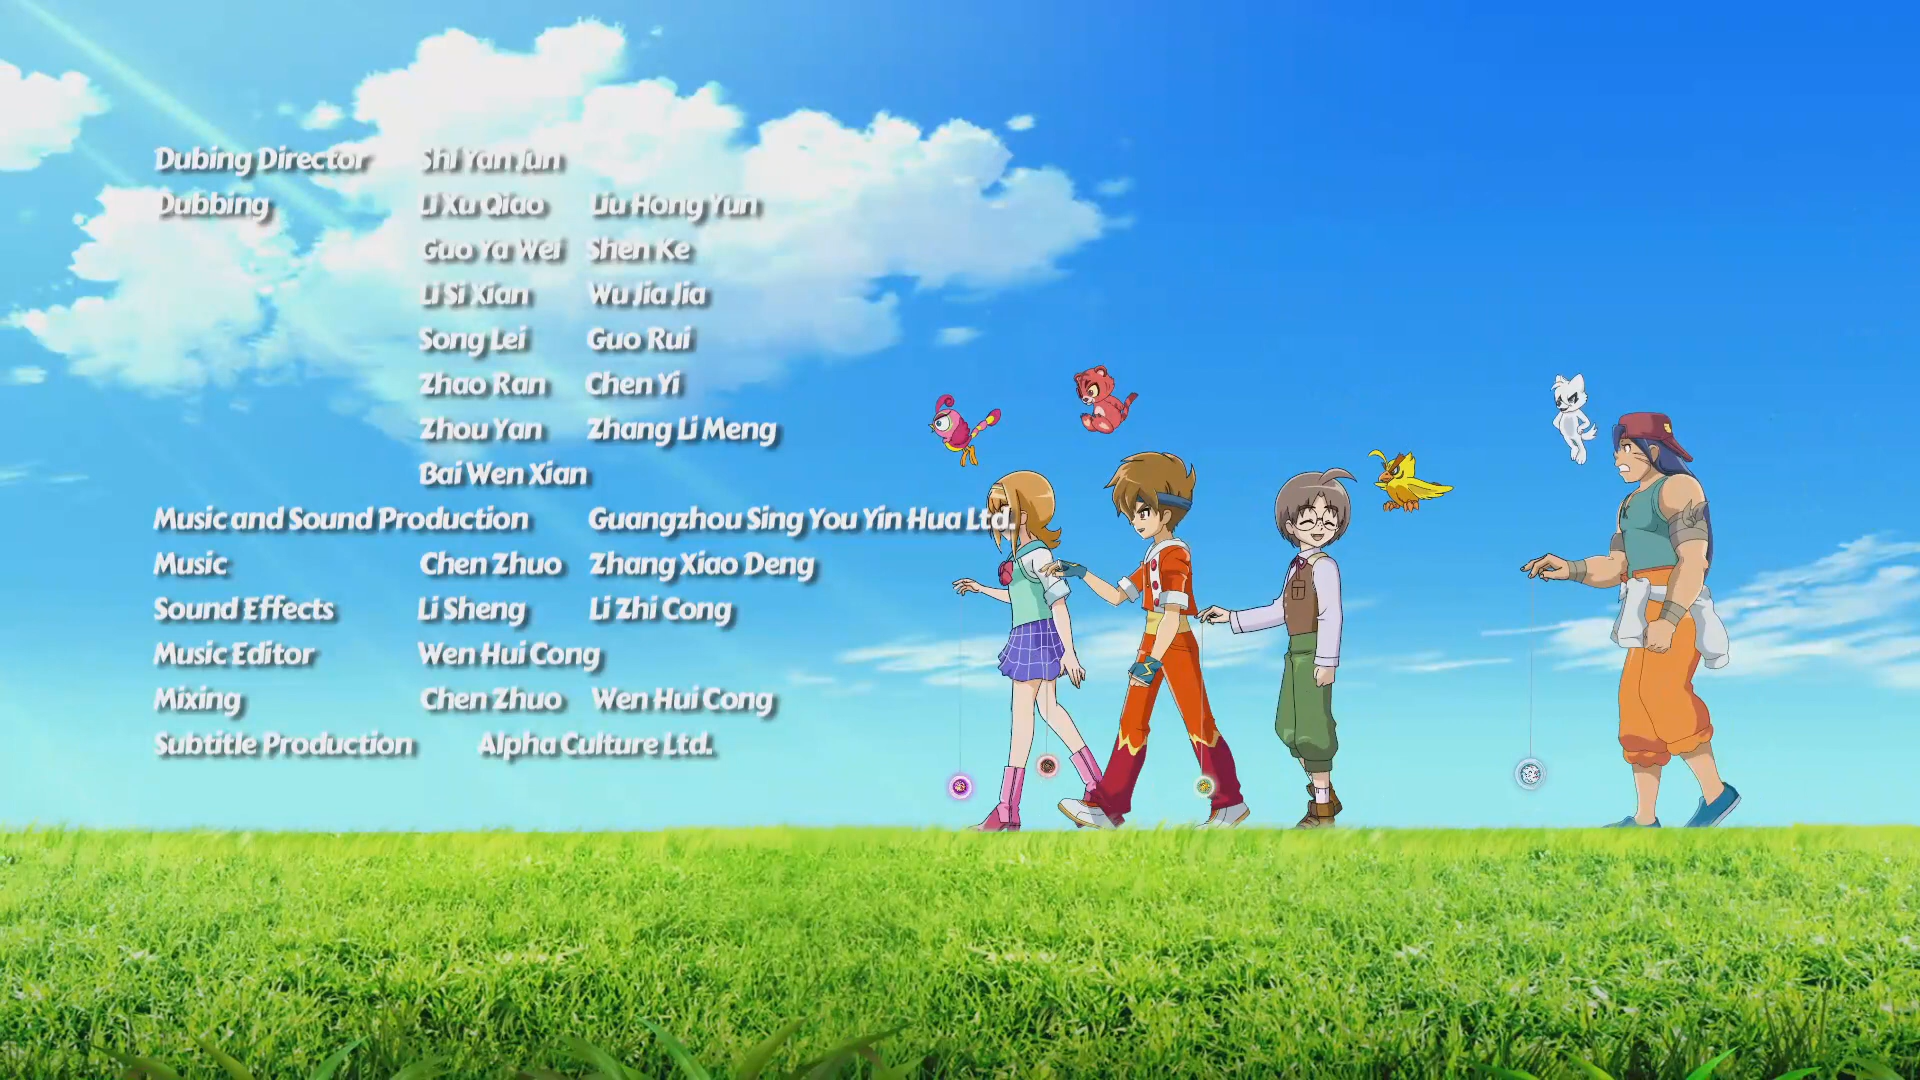 Dubing Director Shi Yan Jun
Dubbing Li Xu Qiao Liu Hong Yun
Guo Ya Wei Shen Ke
Li Si Xian Wu Jia Jia
Song Lei Guo Rui
Zhao Ran Chen Yi
Zhou Yan Zhang Li Meng
Bai Wen Xian
Music and Sound Production Guangzhou Sing You Yin Hua Ltd.
Music Chen Zhuo Zhang Xiao Deng
Sound Effects Li Sheng Li Zhi Cong
Music Editor Wen Hui Cong
Mixing Chen Zhuo Wen Hui Cong
Subtitle Production Alpha Culture Ltd.